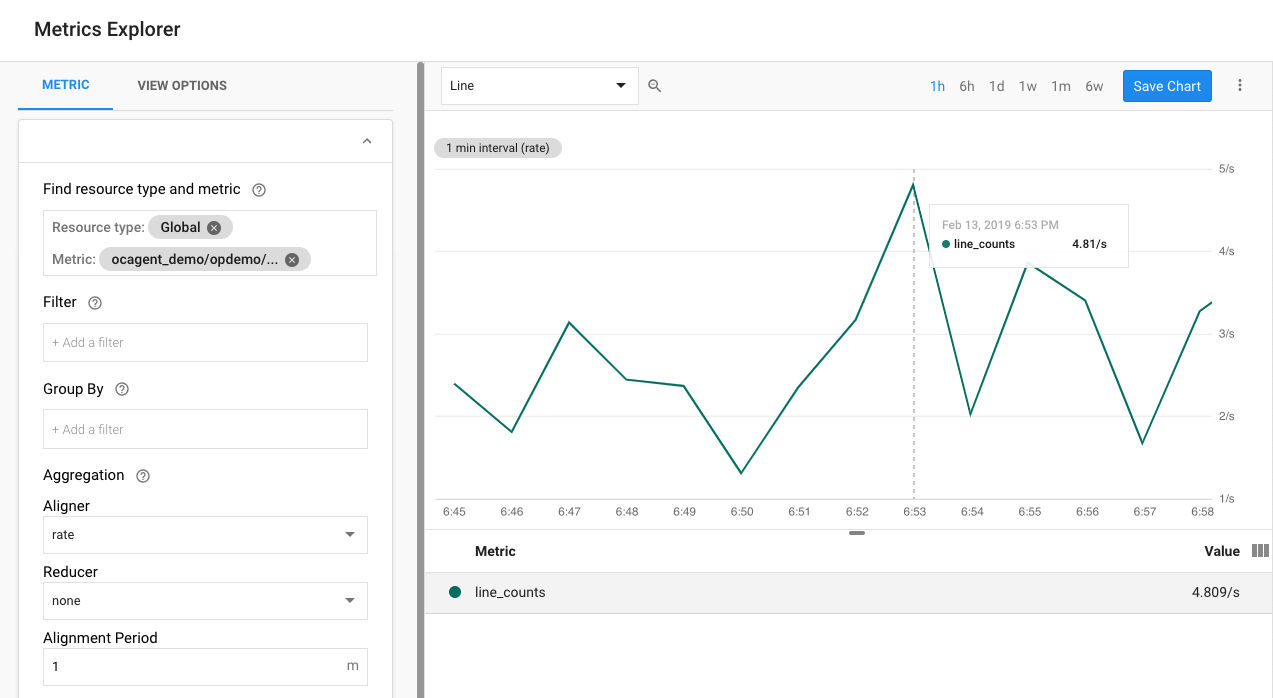 Metrics Explorer
METRIC VIEW OPTIONS
Find resource type and metric ?
Resource type: Global
Metric: ocagent_demo/opdemo/...
Filter ?
+ Add a filter
Group By ?
+ Add a filter
Aggregation ?
Aligner
rate
Reducer
none
Alignment Period
1 m
Line
1h 6h 1d 1w 1m 6w Save Chart
1 min interval (rate)
5/s
Feb 13, 2019 6:53 PM
line_counts 4.81/s
4/s
3/s
2/s
1/s
6:45 6:46 6:47 6:48 6:49 6:50 6:51 6:52 6:53 6:54 6:55 6:56 6:57 6:58
Metric Value
line_counts 4.809/s